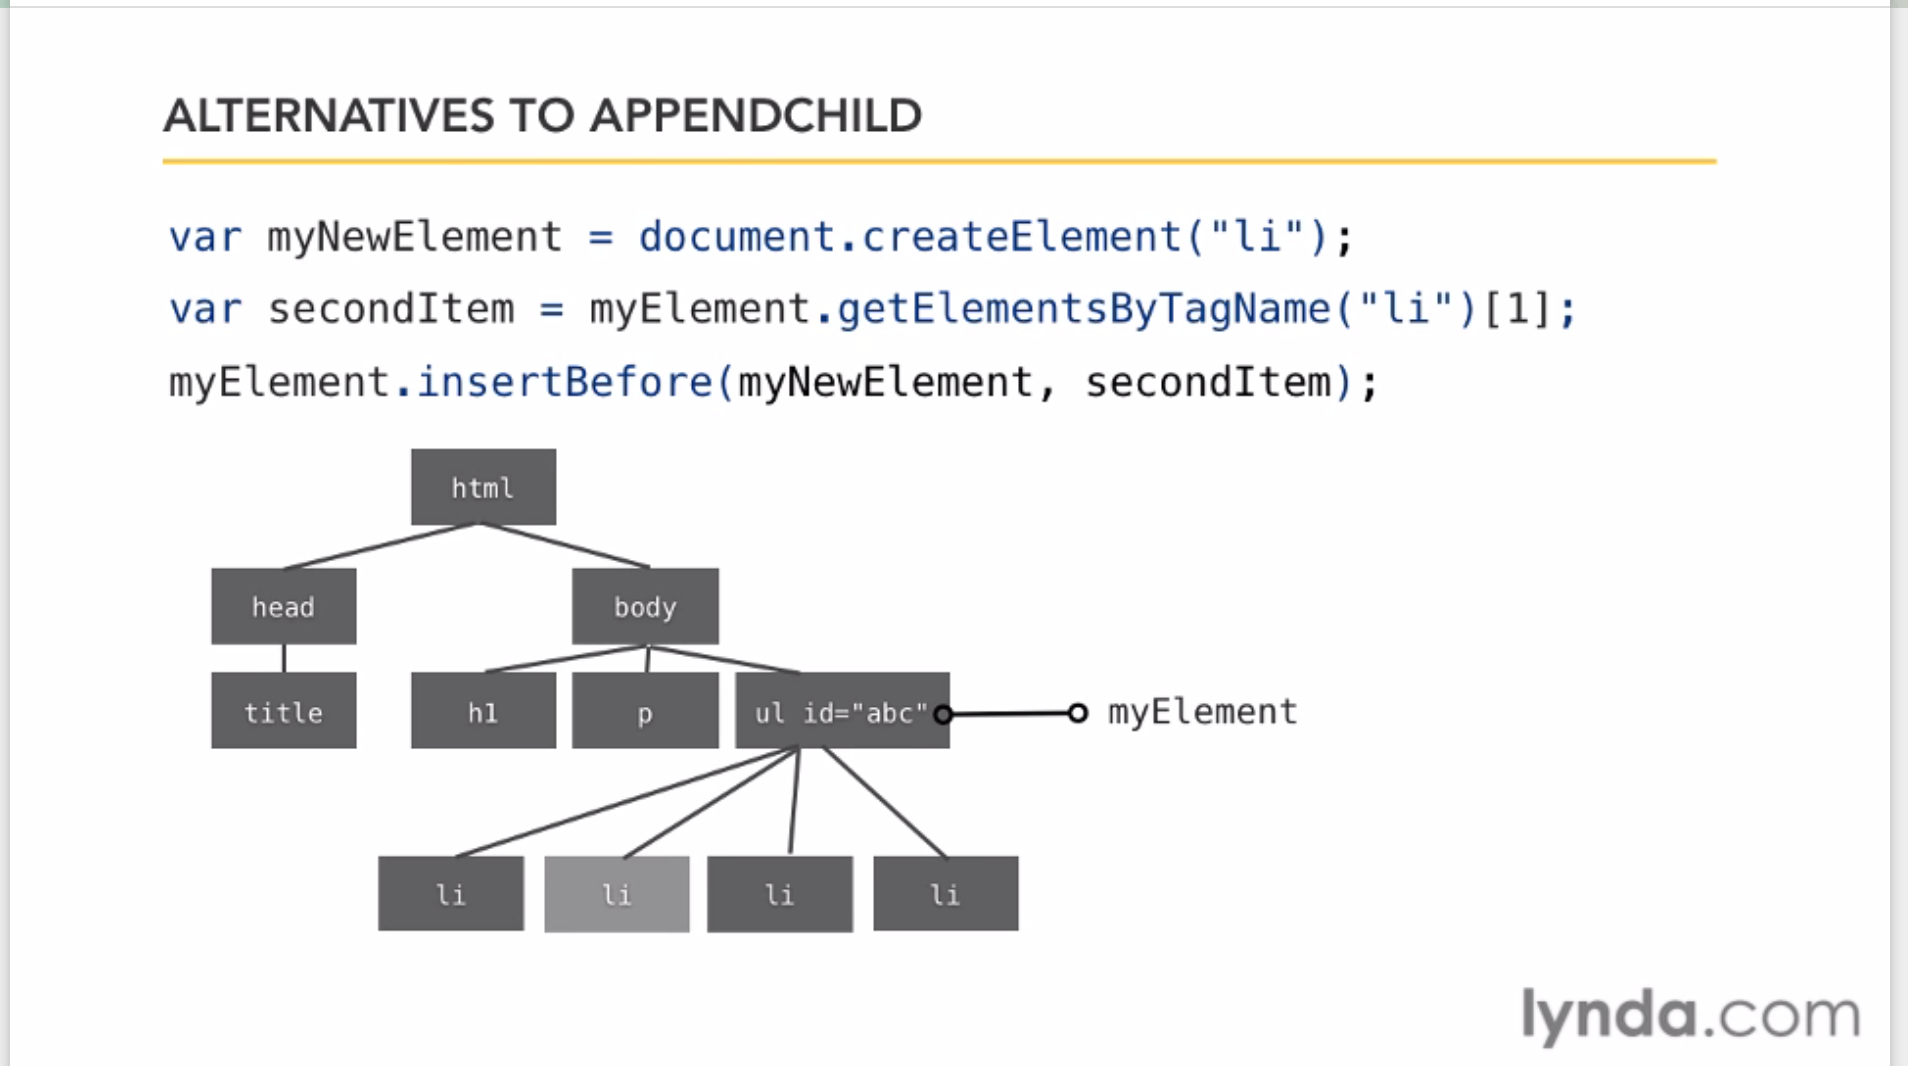 ALTERNATIVES TO APPENDCHILD
var myNewElement = document.createElement("li");
var secondItem = myElement.getElementsByTagName("li")[1];
myElement.insertBefore(myNewElement, secondItem);
html
head body
title h1 p ul id="abc" myElement
li li li li
lynda.com